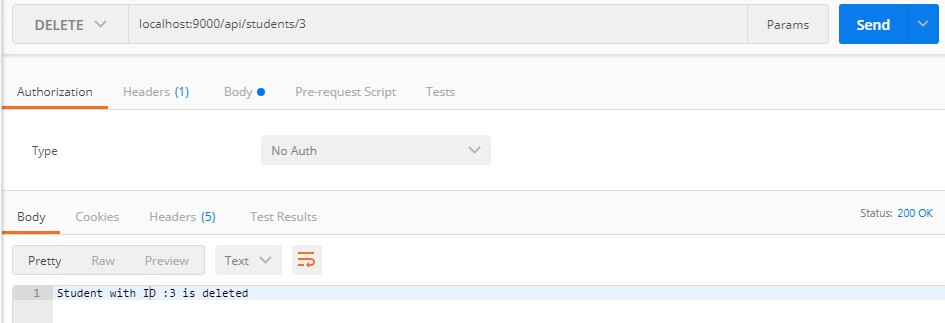 DELETE localhost:9000/api/students/3 Params Send
Authorization Headers (1) Body Pre-request Script Tests
Type No Auth
Body Cookies Headers (5) Test Results Status: 200 OK
Pretty Raw Preview Text
1 Student with ID :3 is deleted